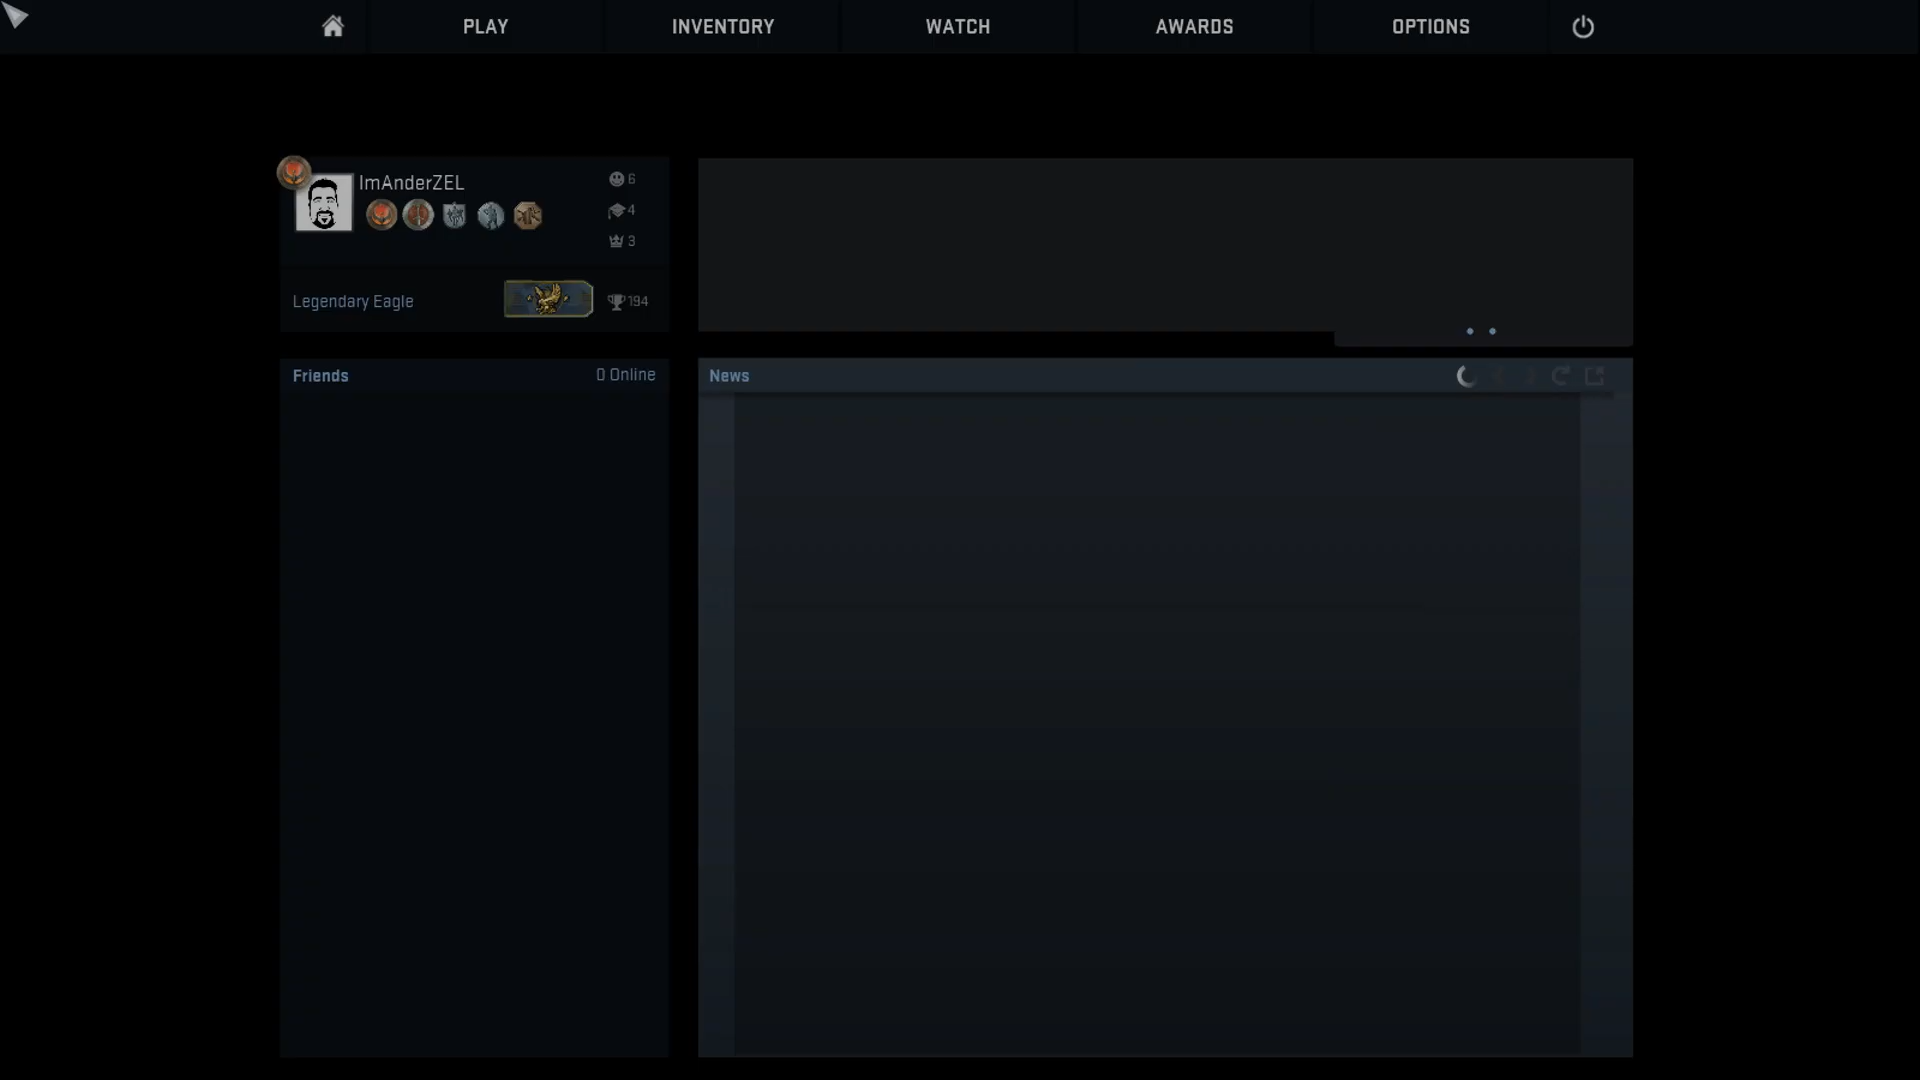 PLAY
INVENTORY
WATCH
AWARDS
OPTIONS
ImAnderZEL
6
4
3
Legendary Eagle
194
Friends
0 Online
News